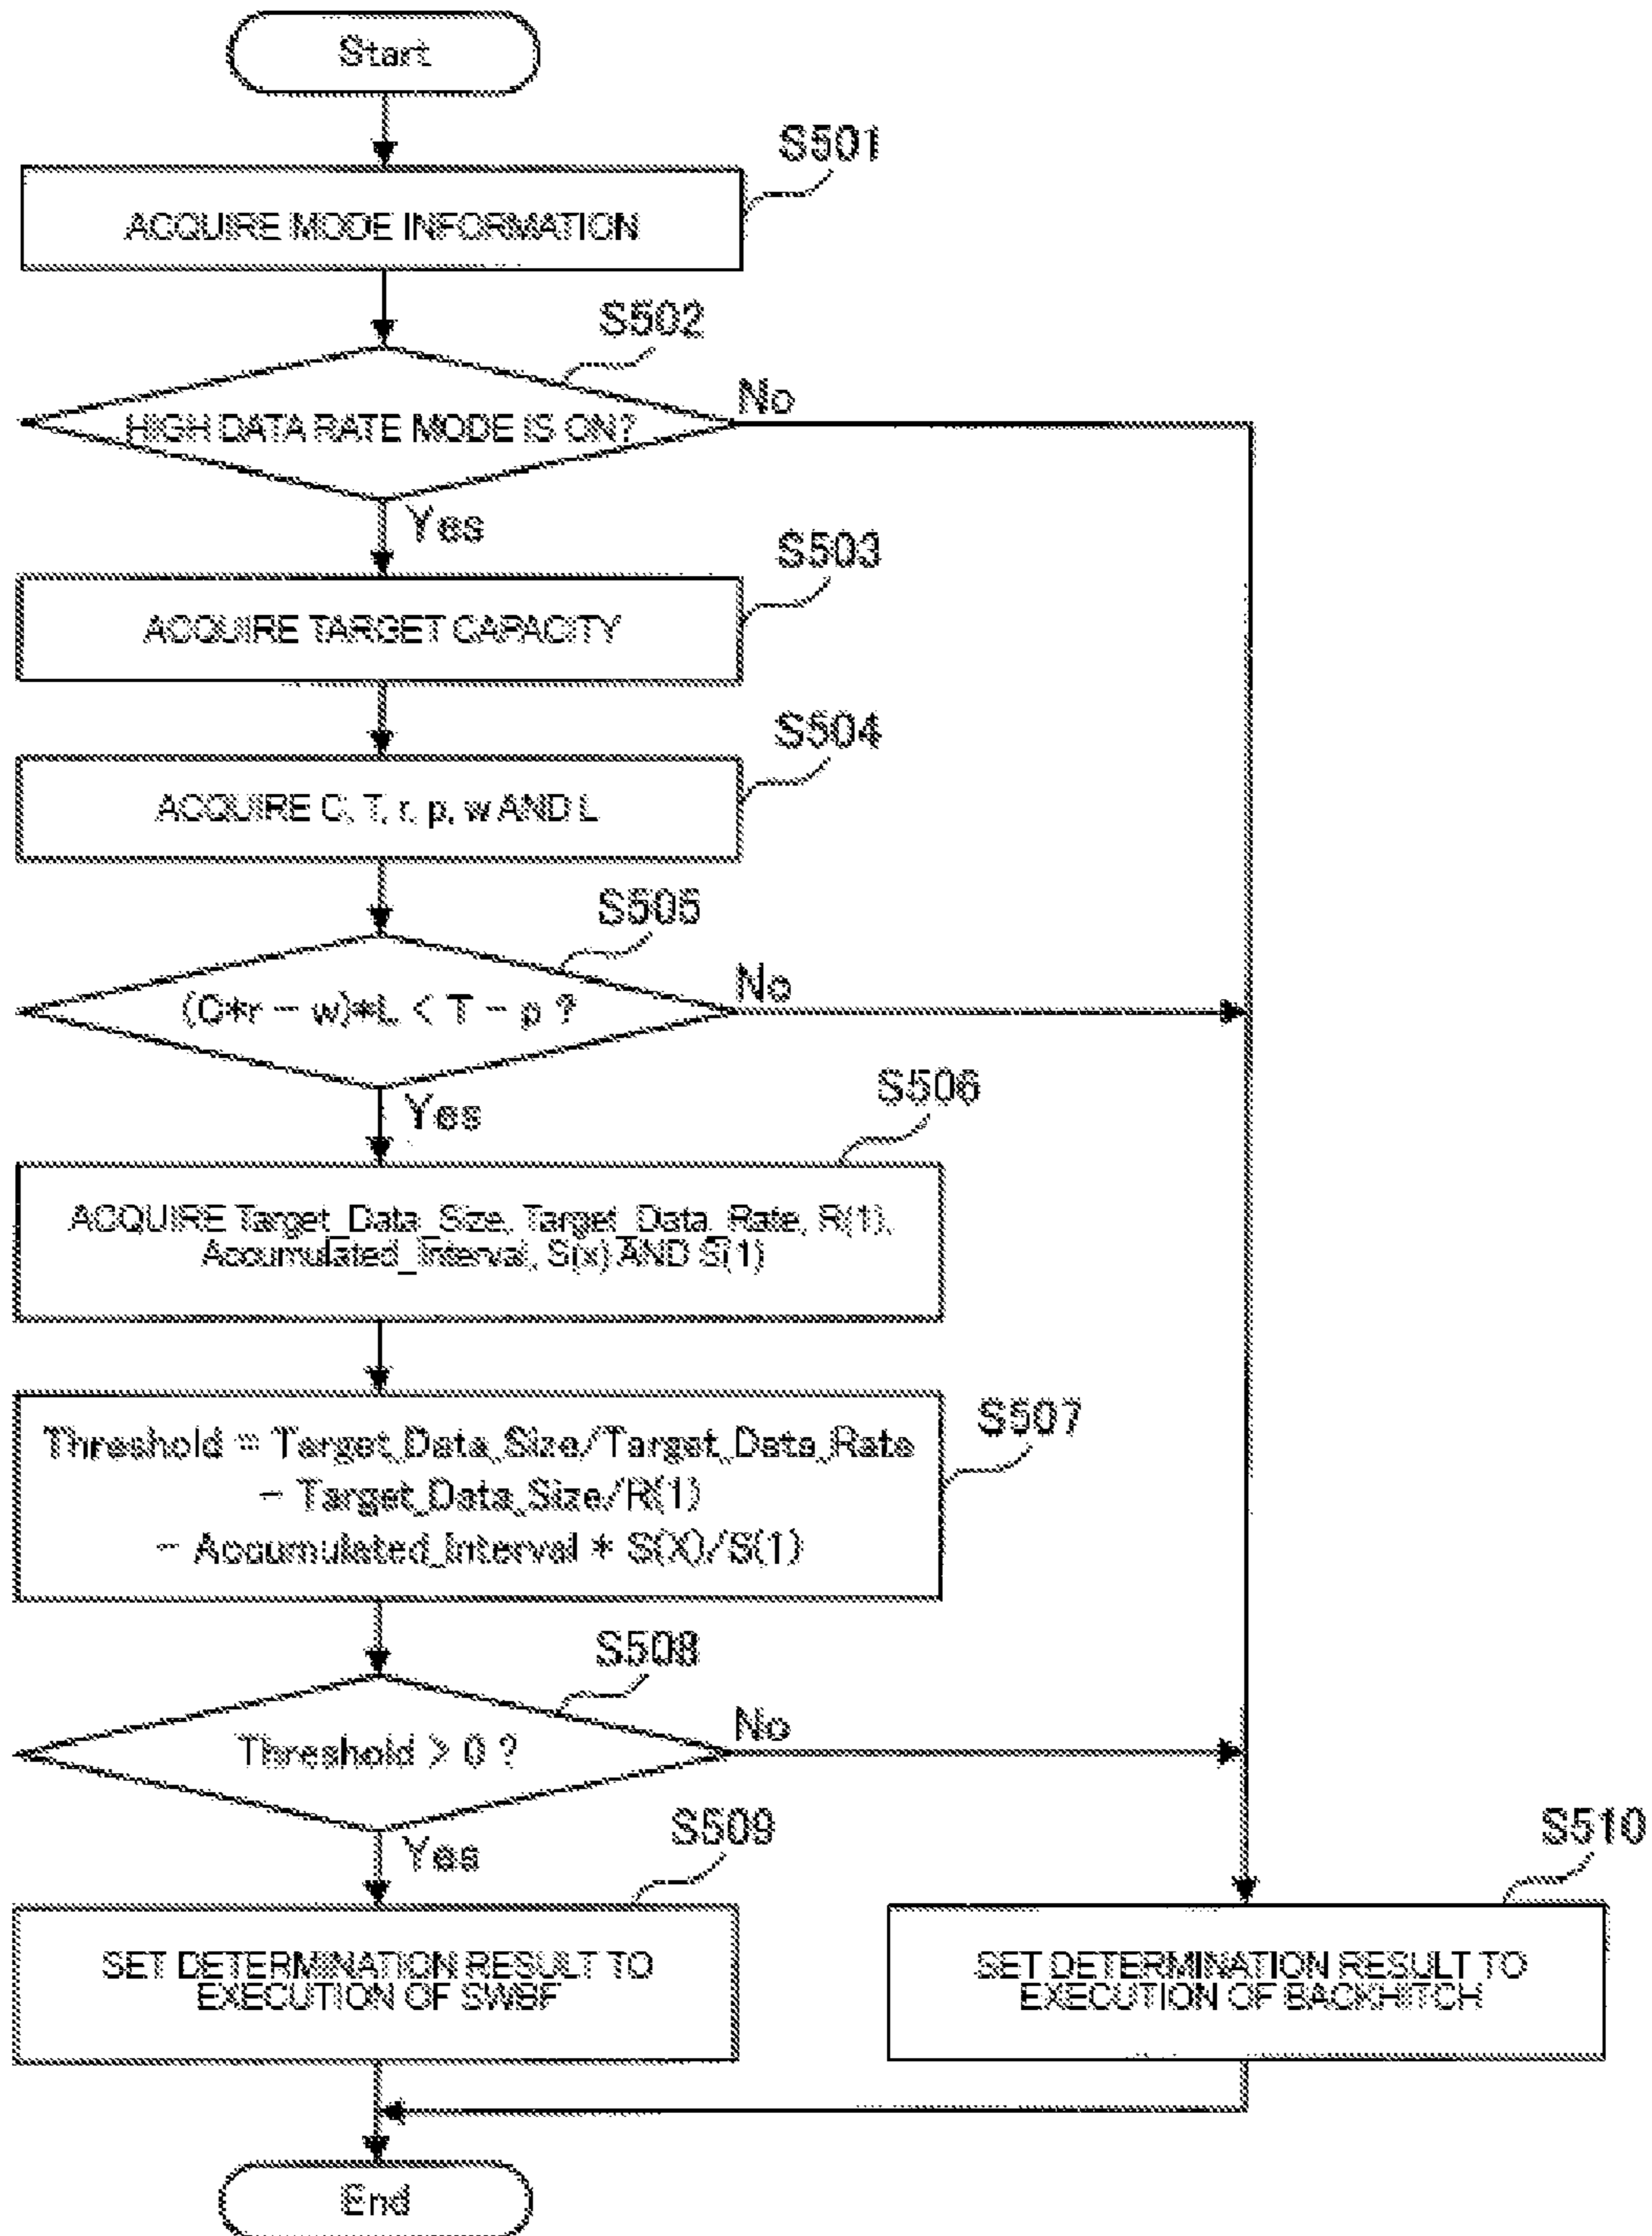 Start
S501
ACQUIRE MODE INFORMATION
S502
HIGH DATA RATE MODE IS ON?
No
Yes
S503
ACQUIRE TARGET CAPACITY
S504
ACQUIRE C, T, r, p, w AND L
S505
(C*r - w)*L < T - p ?
No
Yes
S506
ACQUIRE Target_Data_Size, Target_Data_Rate, R(1),
Accumulated_Interval, S(x) AND S(1)
S507
Threshold = Target_Data_Size/Target_Data_Rate
- Target_Data_Size/R(1)
- Accumulated_Interval * S(X)/S(1)
S508
Threshold > 0 ?
No
Yes
S509
SET DETERMINATION RESULT TO
EXECUTION OF SWBF
S510
SET DETERMINATION RESULT TO
EXECUTION OF BACKHITCH
End